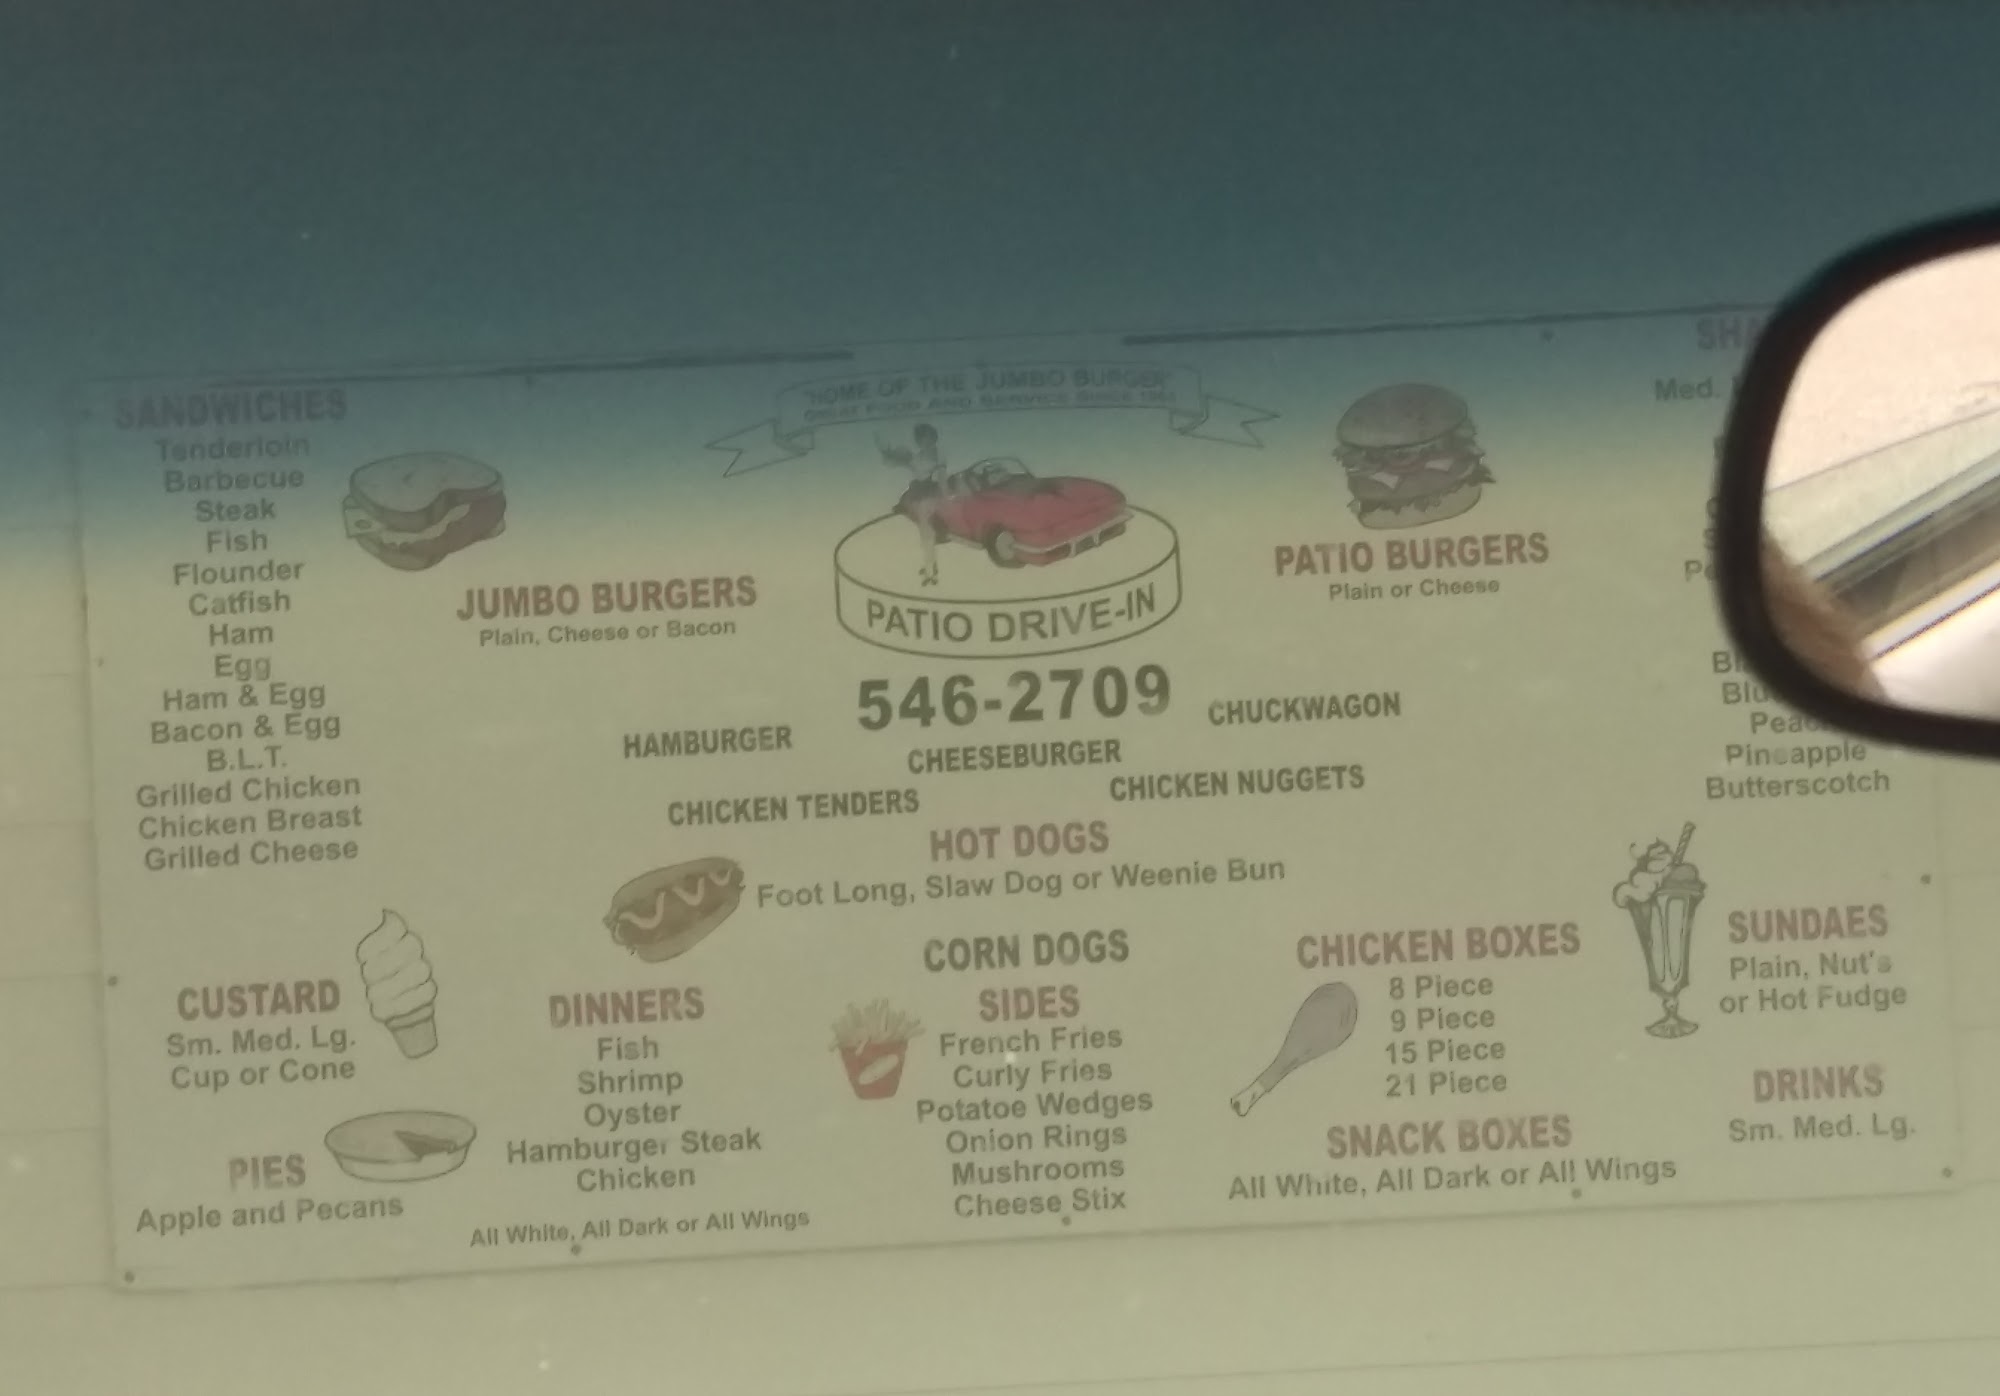 SANDWICHES
Tenderloin
Barbecue
Steak
Fish
Flounder
Catfish
Ham
Egg
Ham & Egg
Bacon & Egg
B.L.T.
Grilled Chicken
Chicken Breast
Grilled Cheese
JUMBO BURGERS
Plain, Cheese or Bacon
"HOME OF THE JUMBO BURGER"
GREAT FOOD AND SERVICE SINCE
PATIO DRIVE-IN
546-2709
PATIO BURGERS
Plain or Cheese
HAMBURGER
CHEESEBURGER
CHUCKWAGON
CHICKEN TENDERS
CHICKEN NUGGETS
HOT DOGS
Foot Long, Slaw Dog or Weenie Bun
CORN DOGS
Med.
Pineapple
Butterscotch
CUSTARD
Sm. Med. Lg.
Cup or Cone
PIES
Apple and Pecans
DINNERS
Fish
Shrimp
Oyster
Hamburger Steak
Chicken
All White, All Dark or All Wings
SIDES
French Fries
Curly Fries
Potatoe Wedges
Onion Rings
Mushrooms
Cheese Stix
CHICKEN BOXES
8 Piece
9 Piece
15 Piece
21 Piece
SNACK BOXES
All White, All Dark or All Wings
SUNDAES
Plain, Nut's
or Hot Fudge
DRINKS
Sm. Med. Lg.